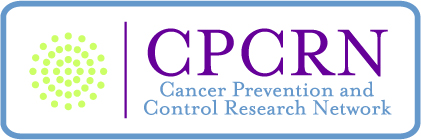 CPCRN
Cancer Prevention and
Control Research Network